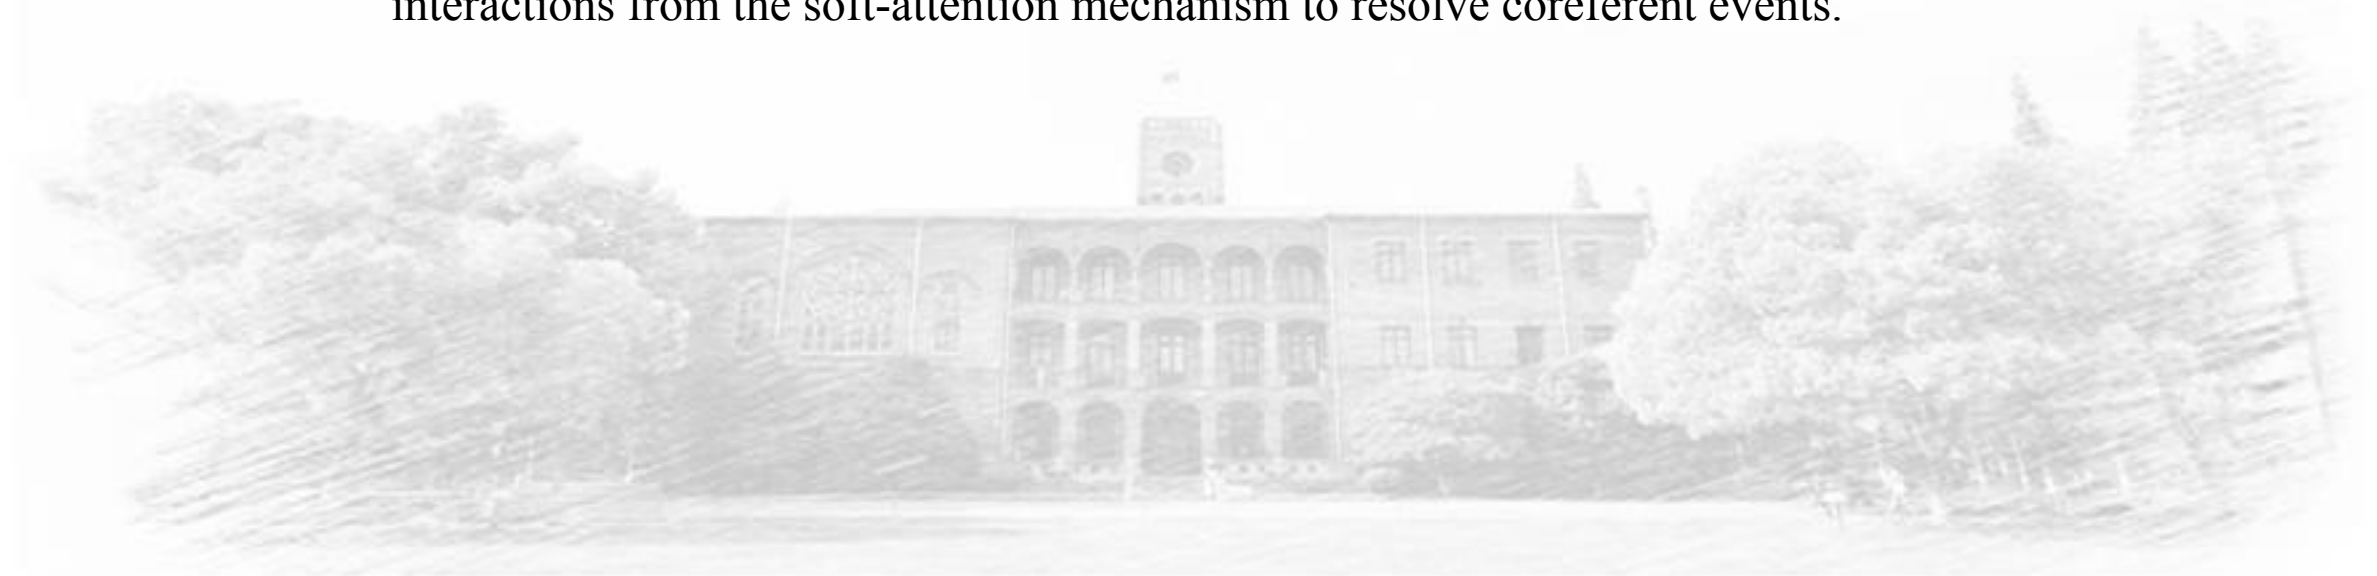 interactions from the soft-attention mechanism to resolve coreferent events.